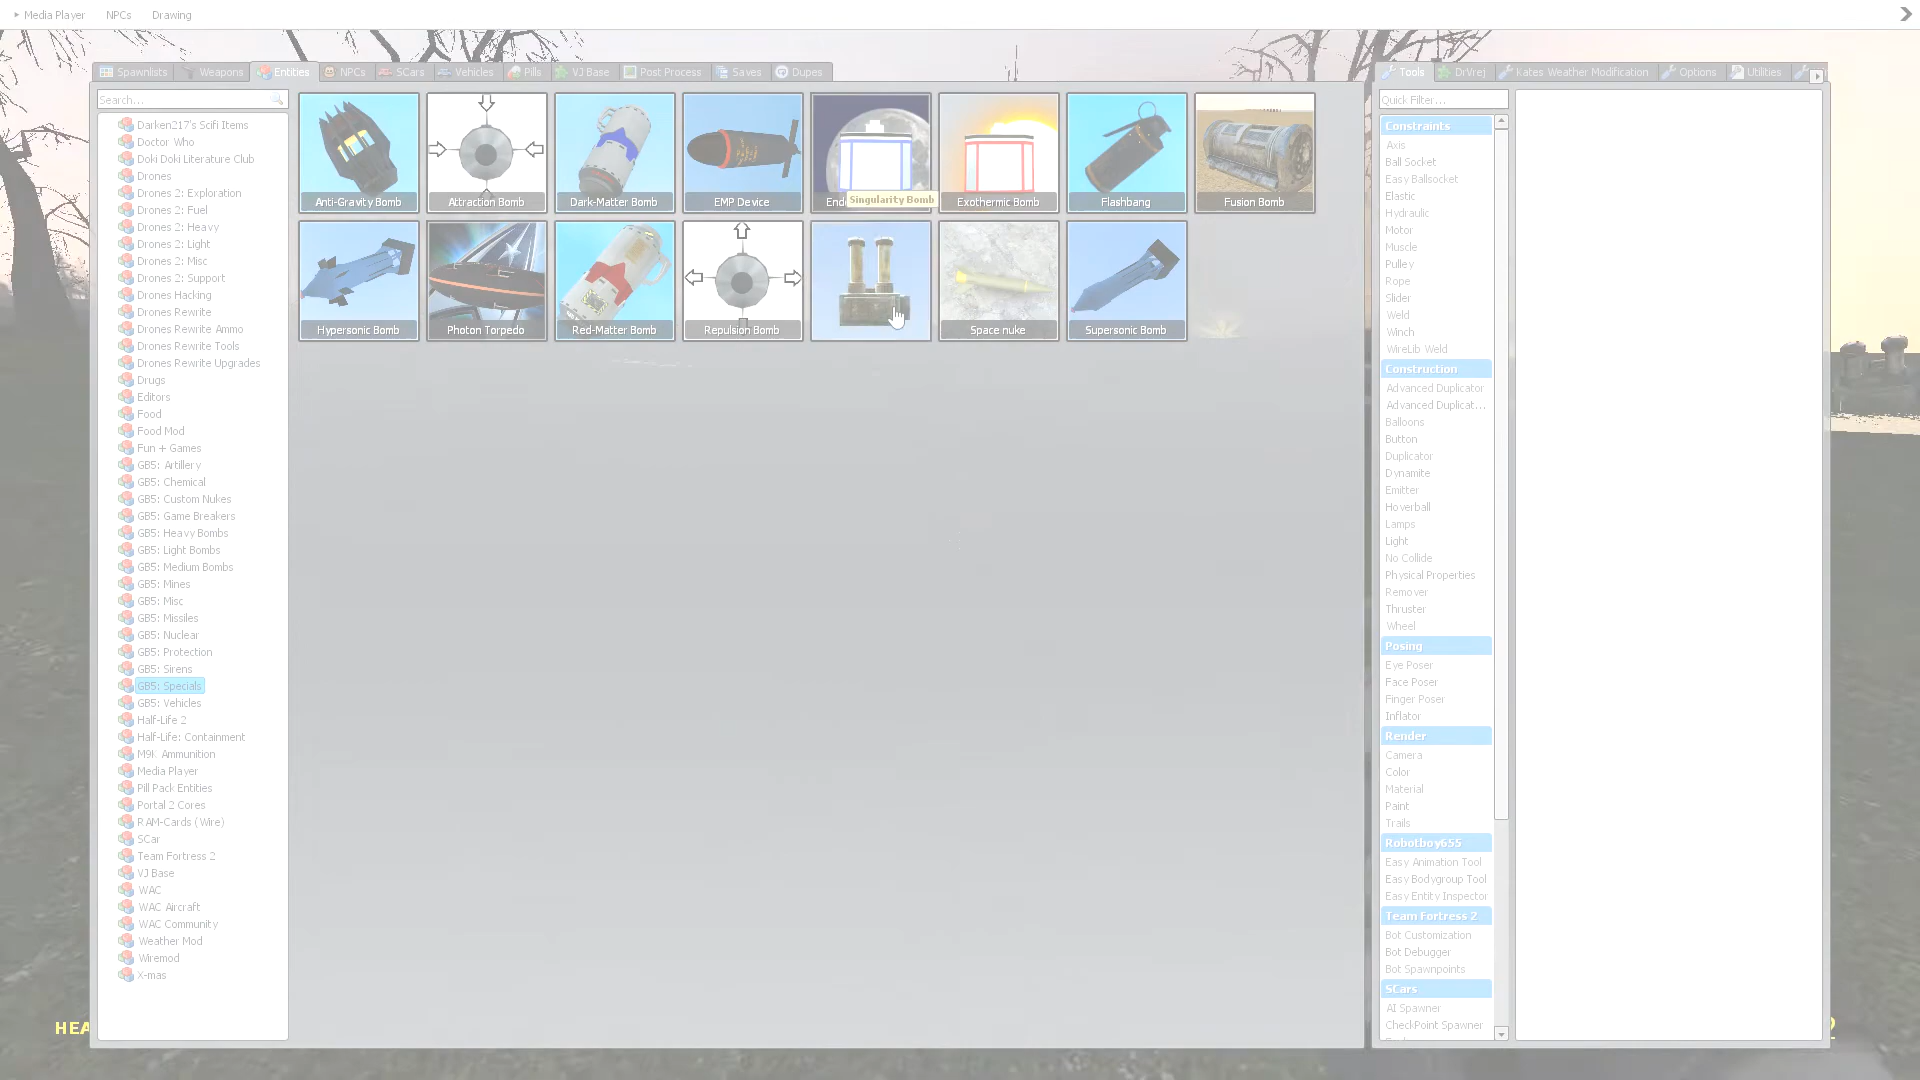 Media Player NPCs Drawing
Spawnlists Weapons Entities NPCs SCars Vehicles Pills VJ Base Post Process Saves Dupes
Tools DrVrej Kates Weather Modification Options Utilities
Search...
Darken217's Scifi Items
Doctor Who
Doki Doki Literature Club
Drones
Drones 2: Exploration
Drones 2: Fuel
Drones 2: Heavy
Drones 2: Light
Drones 2: Misc
Drones 2: Support
Drones Hacking
Drones Rewrite
Drones Rewrite Ammo
Drones Rewrite Tools
Drones Rewrite Upgrades
Drugs
Editors
Food
Food Mod
Fun + Games
GB5: Artillery
GB5: Chemical
GB5: Custom Nukes
GB5: Game Breakers
GB5: Heavy Bombs
GB5: Light Bombs
GB5: Medium Bombs
GB5: Mines
GB5: Misc
GB5: Missiles
GB5: Nuclear
GB5: Protection
GB5: Sirens
GB5: Specials
GB5: Vehicles
Half-Life 2
Half-Life: Containment
M9K Ammunition
Media Player
Pill Pack Entities
Portal 2 Cores
RAM-Cards (Wire)
SCar
Team Fortress 2
VJ Base
WAC
WAC Aircraft
WAC Community
Weather Mod
Wiremod
X-mas
Anti-Gravity Bomb Attraction Bomb Dark-Matter Bomb EMP Device Exothermic Bomb Flashbang Fusion Bomb
Singularity Bomb
Hypersonic Bomb Photon Torpedo Red-Matter Bomb Repulsion Bomb Space nuke Supersonic Bomb
Quick Filter...
Constraints
Axis
Ball Socket
Easy Ballsocket
Elastic
Hydraulic
Motor
Muscle
Pulley
Rope
Slider
Weld
Winch
WireLib Weld
Construction
Advanced Duplicator
Advanced Duplicat...
Balloons
Button
Duplicator
Dynamite
Emitter
Hoverball
Lamps
Light
No Collide
Physical Properties
Remover
Thruster
Wheel
Posing
Eye Poser
Face Poser
Finger Poser
Inflator
Render
Camera
Color
Material
Paint
Trails
Robotboy655
Easy Animation Tool
Easy Bodygroup Tool
Easy Entity Inspector
Team Fortress 2
Bot Customization
Bot Debugger
Bot Spawnpoints
SCars
AI Spawner
CheckPoint Spawner
HEA